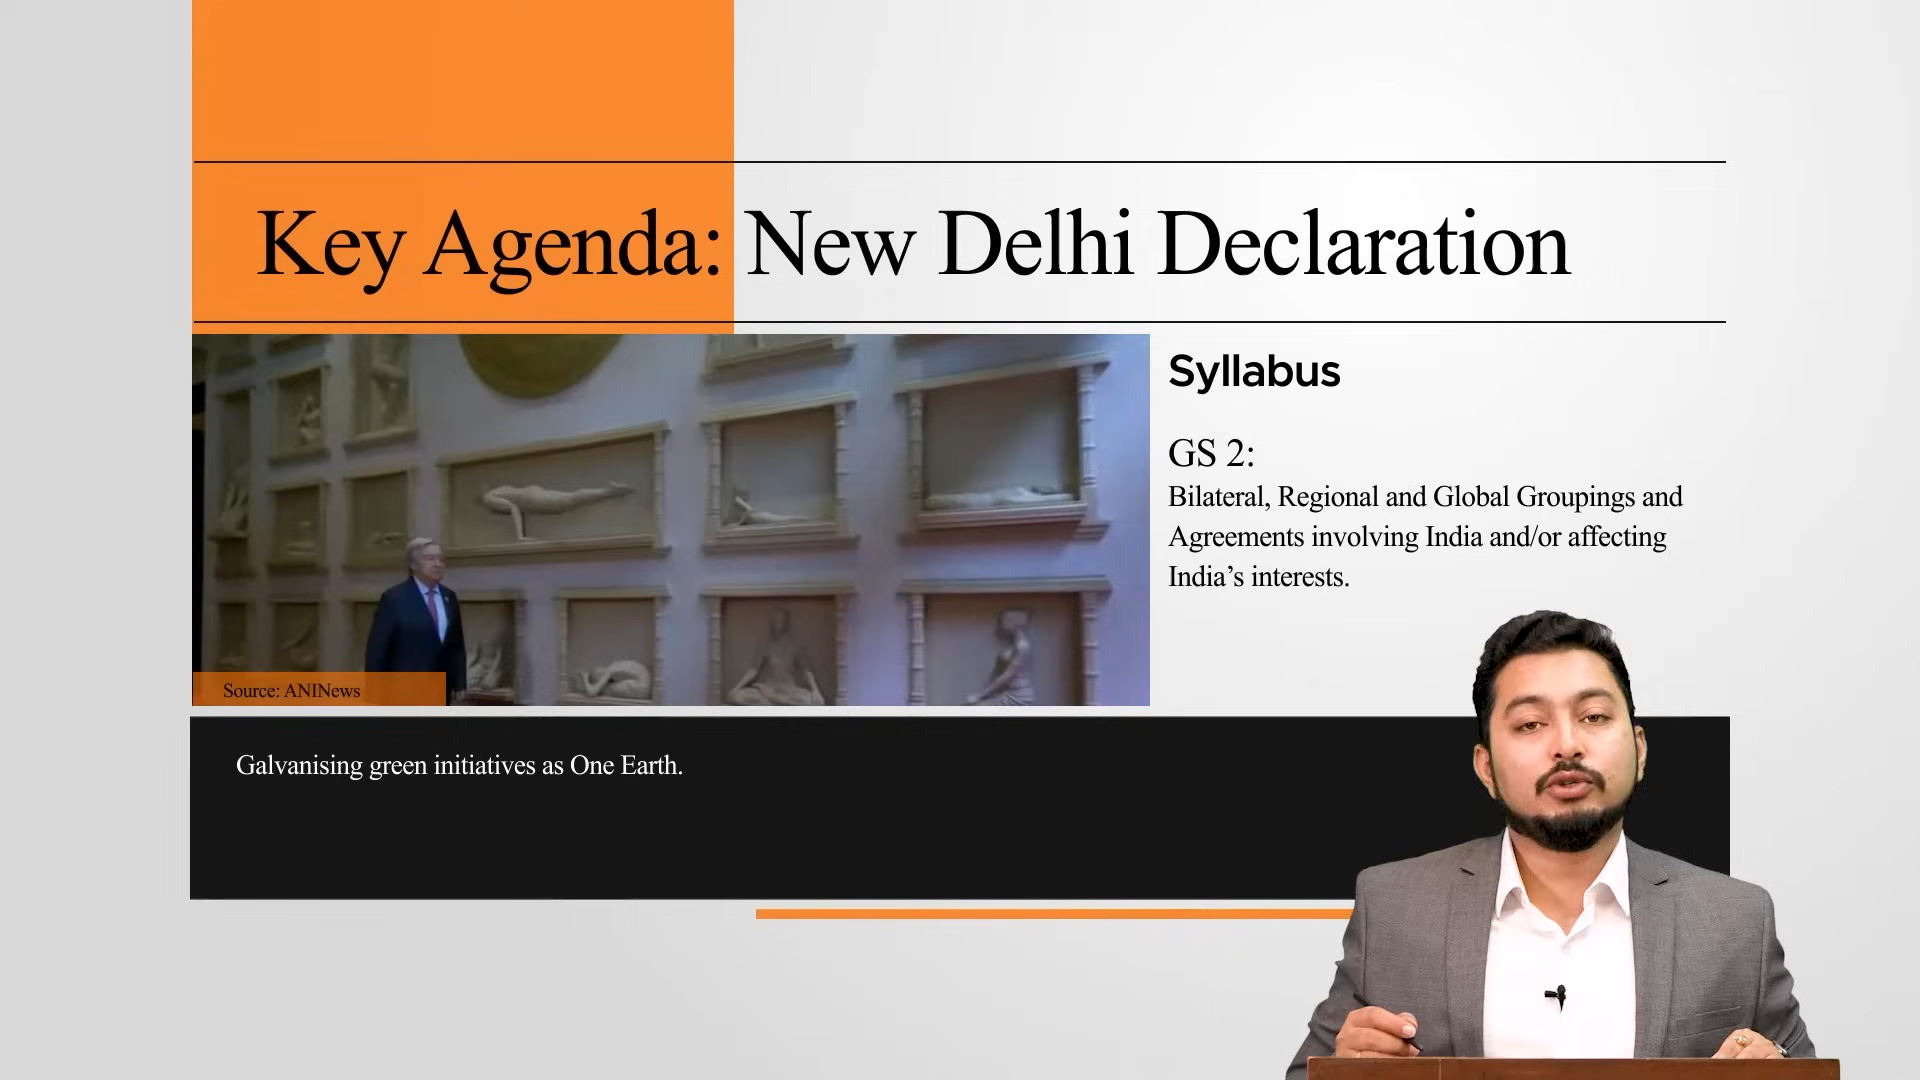 Key Agenda: New Delhi Declaration
Syllabus
GS 2:
Bilateral, Regional and Global Groupings and
Agreements involving India and/or affecting
India’s interests.
Source: ANINews
Galvanising green initiatives as One Earth.